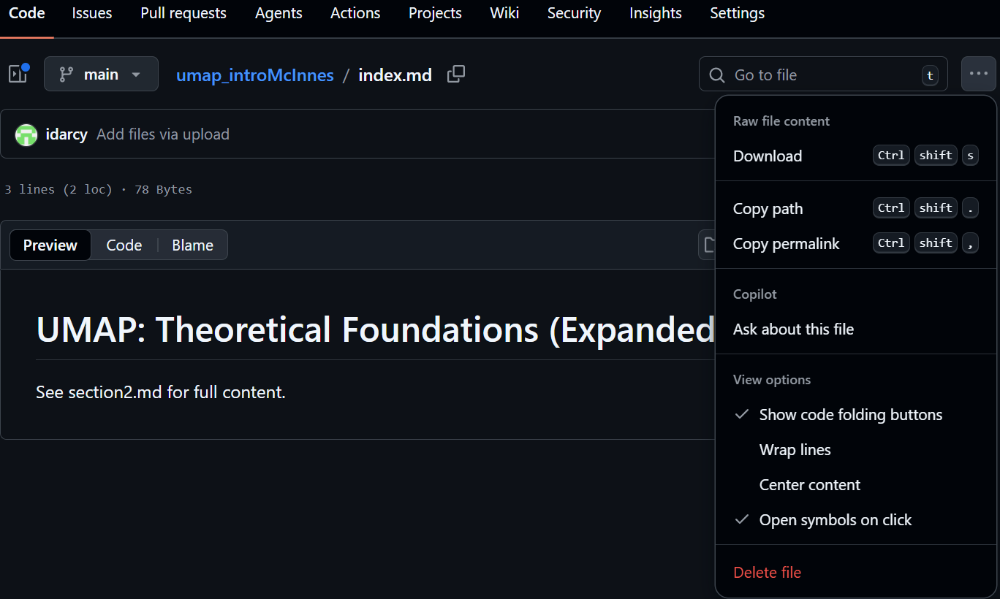 Code Issues Pull requests Agents Actions Projects Wiki Security Insights Settings
main umap_introMcInnes / index.md Go to file t
idarcy Add files via upload
3 lines (2 loc) · 78 Bytes
Preview Code Blame
UMAP: Theoretical Foundations (Expanded
See section2.md for full content.
Raw file content
Download Ctrl shift s
Copy path Ctrl shift .
Copy permalink Ctrl shift ,
Copilot
Ask about this file
View options
Show code folding buttons
Wrap lines
Center content
Open symbols on click
Delete file